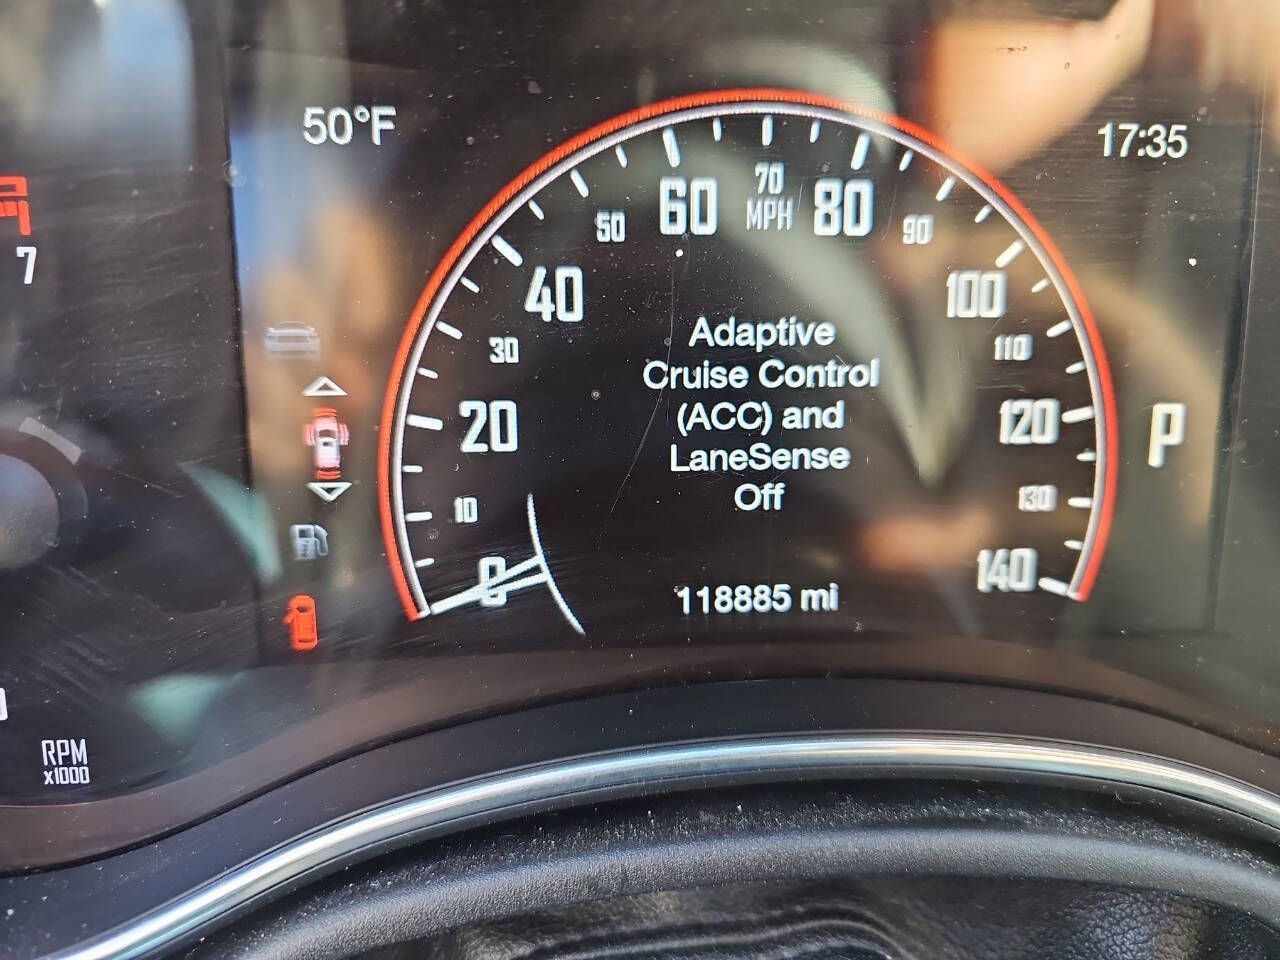 50°F
17:35
7
70
MPH
60
80
50
90
40
100
30
110
20
120
10
130
0
140
Adaptive
Cruise Control
(ACC) and
LaneSense
Off
P
118885 mi
RPM
x1000